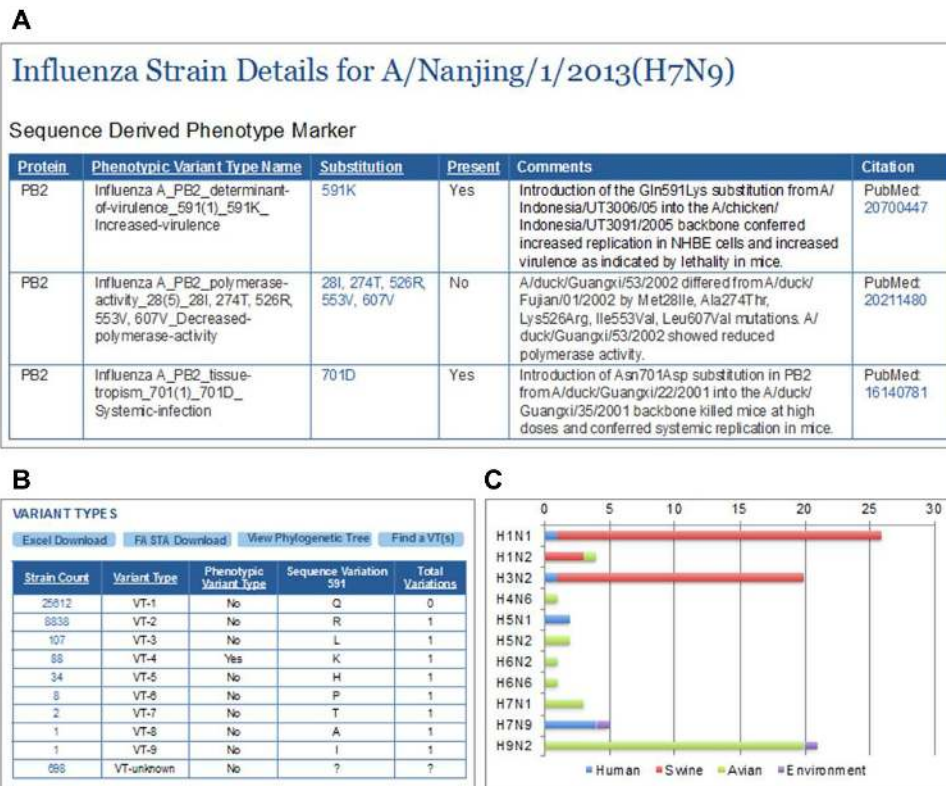 A
Influenza Strain Details for A/Nanjing/1/2013(H7N9)
Sequence Derived Phenotype Marker
Protein Phenotypic Variant Type Name Substitution Present Comments Citation
PB2 Influenza A_PB2_determinant- 591K Yes Introduction of the Gln591Lys substitution from A/ PubMed:
of-virulence_591(1)_591K_ Indonesia/UT3006/05 into the A/chicken/ 20700447
Increased-virulence Indonesia/UT3091/2005 backbone conferred
increased replication in NHBE cells and increased
virulence as indicated by lethality in mice.
PB2 Influenza A_PB2_polymerase- 28I, 274T, 526R, No A/duck/Guangxi/53/2002 differed from A/duck/ PubMed:
activity_28(5)_28I, 274T, 526R, 553V, 607V Fujian/01/2002 by Met28Ile, Ala274Thr, 20211480
553V, 607V_Decreased- Lys526Arg, Ile553Val, Leu607Val mutations. A/
polymerase-activity duck/Guangxi/53/2002 showed reduced
polymerase activity.
PB2 Influenza A_PB2_tissue- 701D Yes Introduction of Asn701Asp substitution in PB2 PubMed:
tropism_701(1)_701D_ from A/duck/Guangxi/22/2001 into the A/duck/ 16140781
Systemic-infection Guangxi/35/2001 backbone killed mice at high
doses and conferred systemic replication in mice.
B
VARIANT TYPES
Excel Download FASTA Download View Phylogenetic Tree Find a VT(s)
Strain Count Variant Type Phenotypic Variant Type Sequence Variation 591 Total Variations
25612 VT-1 No Q 0
8838 VT-2 No R 1
107 VT-3 No L 1
88 VT-4 Yes K 1
34 VT-5 No H 1
8 VT-6 No P 1
2 VT-7 No T 1
1 VT-8 No A 1
1 VT-9 No I 1
698 VT-unknown No ? ?
C
0 5 10 15 20 25 30
H1N1
H1N2
H3N2
H4N6
H5N1
H5N2
H6N2
H6N6
H7N1
H7N9
H9N2
Human Swine Avian Environment